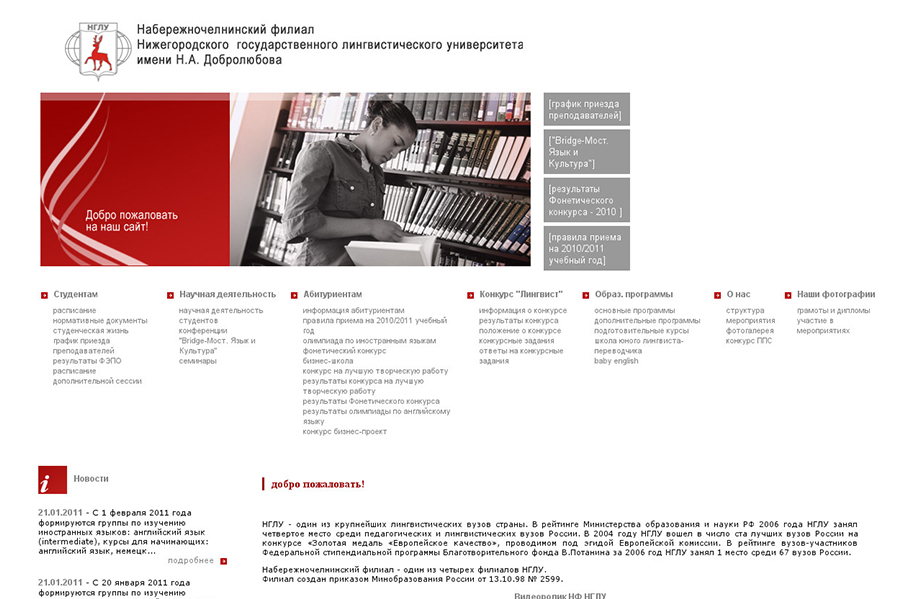 НГЛУ
Набережночелнинский филиал
Нижегородского государственного лингвистического университета
имени Н.А. Добролюбова
Добро пожаловать
на наш сайт!
[график приезда
преподавателей]
["Bridge-Мост.
Язык и
Культура"]
[результаты
Фонетического
конкурса - 2010 ]
[правила приема
на 2010/2011
учебный год]
Студентам
расписание
нормативные документы
студенческая жизнь
график приезда
преподавателей
результаты ФЭПО
расписание
дополнительной сессии
Научная деятельность
научная деятельность
студентов
конференции
"Bridge-Мост. Язык и
Культура"
семинары
Абитуриентам
информация абитуриентам
правила приема на 2010/2011 учебный
год
олимпиада по иностранным языкам
фонетический конкурс
бизнес-школа
конкурс на лучшую творческую работу
результаты конкурса на лучшую
творческую работу
результаты Фонетического конкурса
результаты олимпиады по английскому
языку
конкурс бизнес-проект
Конкурс "Лингвист"
информация о конкурсе
результаты конкурса
положение о конкурсе
конкурсные задания
ответы на конкурсные
задания
Образ. программы
основные программы
дополнительные программы
подготовительные курсы
школа юного лингвиста-
переводчика
baby english
О нас
структура
мероприятия
фотогалерея
конкурс ППС
Наши фотографии
грамоты и дипломы
участие в
мероприятиях
i
Новости
21.01.2011 - С 1 февраля 2011 года
формируются группы по изучению
иностранных языков: английский язык
(intermediate), курсы для начинающих:
английский язык, немецк...
подробнее
21.01.2011 - С 20 января 2011 года
формируются группы по изучению
добро пожаловать!
НГЛУ - один из крупнейших лингвистических вузов страны. В рейтинге Министерства образования и науки РФ 2006 года НГЛУ занял
четвертое место среди педагогических и лингвистических вузов России. В 2004 году НГЛУ вошел в число ста лучших вузов России на
конкурсе «Золотая медаль «Европейское качество», проводимом под эгидой Европейской комиссии. В рейтинге вузов-участников
Федеральной стипендиальной программы Благотворительного фонда В.Потанина за 2006 год НГЛУ занял 1 место среди 67 вузов России.
Набережночелнинский филиал - один из четырех филиалов НГЛУ.
Филиал создан приказом Минобразования России от 13.10.98 № 2599.
Видеоролик НФ НГЛУ